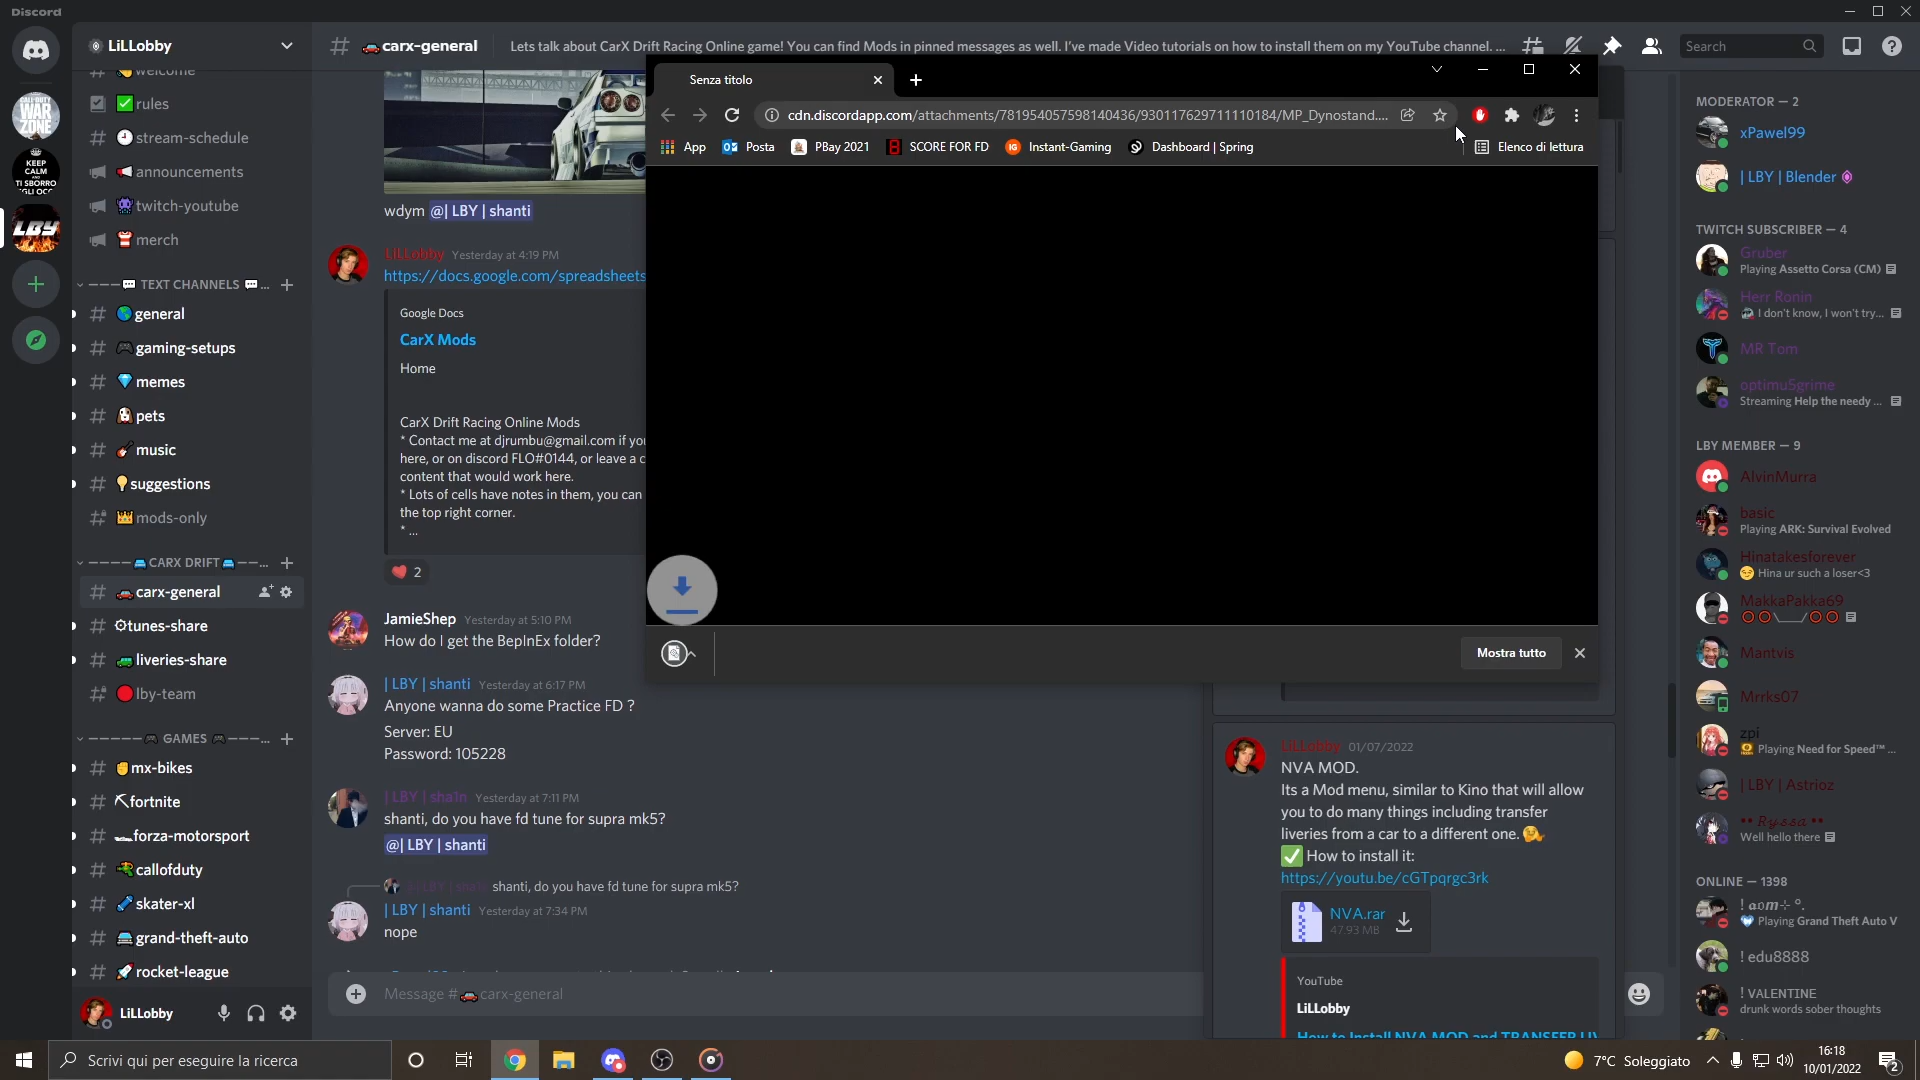 Discord
LiLLobby
welcome
rules
stream-schedule
announcements
twitch-youtube
merch
TEXT CHANNELS
general
gaming-setups
memes
pets
music
suggestions
mods-only
CARX DRIFT
carx-general
tunes-share
liveries-share
lby-team
GAMES
mx-bikes
fortnite
forza-motorsport
callofduty
skater-xl
grand-theft-auto
rocket-league
LiLLobby
CALL OF DUTY
WAR
ZONE
KEEP
CALM
LBY
carx-general
Lets talk about CarX Drift Racing Online game! You can find Mods in pinned messages as well. I've made Video tutorials on how to install them on my YouTube channel. ...
Search
wdym @| LBY | shanti
LiLLobby Yesterday at 4:19 PM
https://docs.google.com/spreadsheets
Google Docs
CarX Mods
Home
CarX Drift Racing Online Mods
* Contact me at djrumbu@gmail.com if you
here, or on discord FLO#0144, or leave a c
content that would work here.
* Lots of cells have notes in them, you can
the top right corner.
* ...
2
JamieShep Yesterday at 5:10 PM
How do I get the BepInEx folder?
| LBY | shanti Yesterday at 6:17 PM
Anyone wanna do some Practice FD ?
Server: EU
Password: 105228
| LBY | sha1n Yesterday at 7:11 PM
shanti, do you have fd tune for supra mk5?
@| LBY | shanti
shanti, do you have fd tune for supra mk5?
| LBY | shanti Yesterday at 7:34 PM
nope
Message # carx-general
Senza titolo
cdn.discordapp.com/attachments/781954057598140436/930117629711110184/MP_Dynostand....
App
Posta
PBay 2021
SCORE FOR FD
Instant-Gaming
Dashboard | Spring
Elenco di lettura
Mostra tutto
LiLLobby 01/07/2022
NVA MOD.
Its a Mod menu, similar to Kino that will allow
you to do many things including transfer
liveries from a car to a different one.
How to install it:
https://youtu.be/cGTpqrgc3rk
NVA.rar
47.93 MB
YouTube
LiLLobby
How to Install NVA MOD and TRANSFER LIV
MODERATOR — 2
xPawel99
| LBY | Blender
TWITCH SUBSCRIBER — 4
Gruber
Playing Assetto Corsa (CM)
Herr Ronin
I don't know, I won't try...
MR Tom
optimu5grime
Streaming Help the needy ...
LBY MEMBER — 9
AlvinMurra
basic
Playing ARK: Survival Evolved
Hinatakesforever
Hina ur such a loser<3
MakkaPakka69
Mantvis
Mrrks07
zpi
Playing Need for Speed™ ...
| LBY | Astrioz
•• Ryssa ••
Well hello there
ONLINE — 1398
Playing Grand Theft Auto V
! edu8888
! VALENTINE
drunk words sober thoughts
Scrivi qui per eseguire la ricerca
7°C Soleggiato
16:18
10/01/2022
2